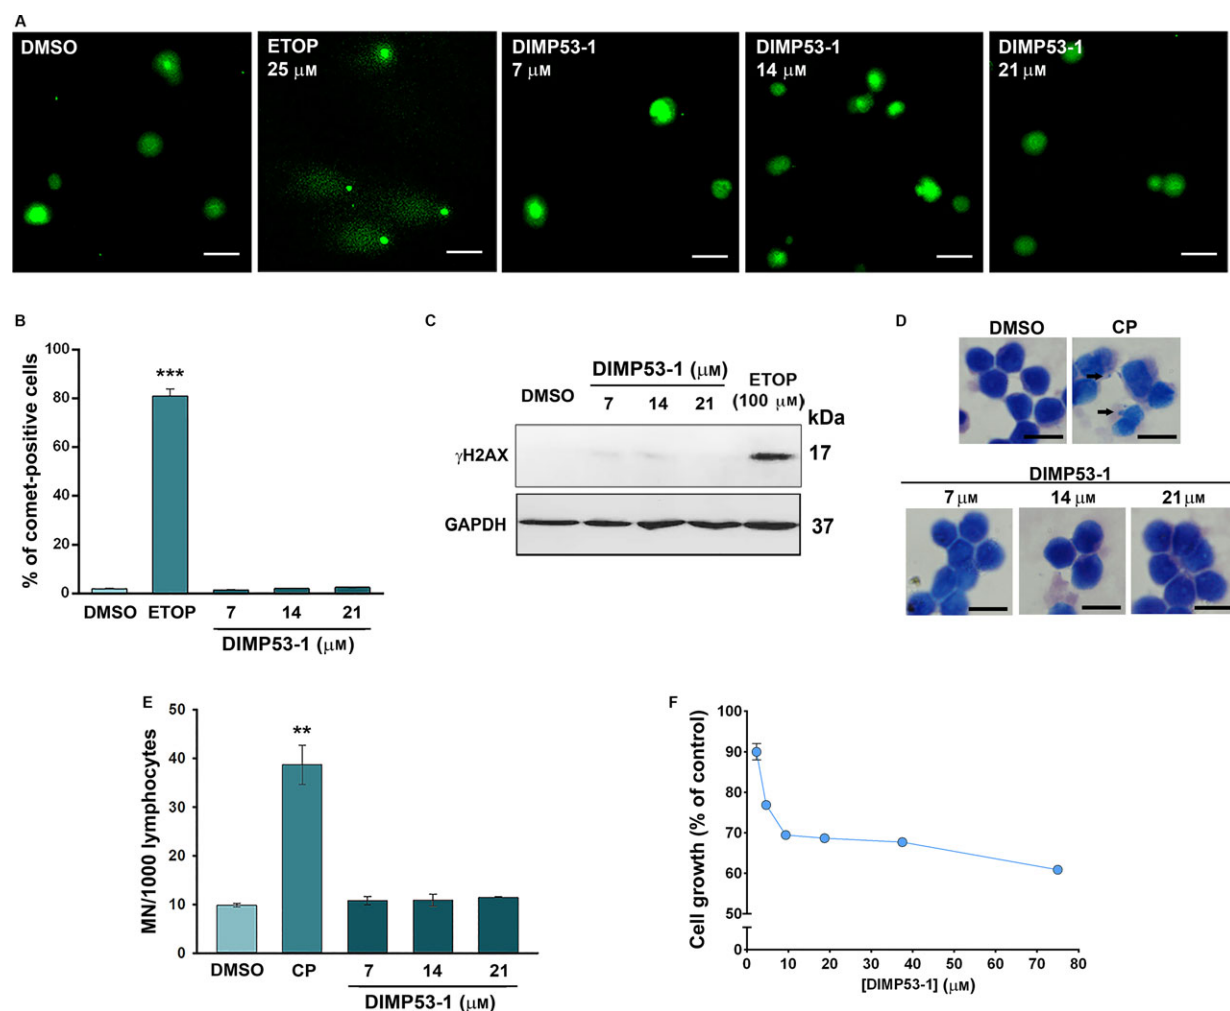 A
DMSO
ETOP
25 μM
DIMP53-1
7 μM
DIMP53-1
14 μM
DIMP53-1
21 μM
B
% of comet-positive cells
100
80
60
40
20
0
***
DMSO
ETOP
7
14
21
DIMP53-1 (μM)
C
DIMP53-1 (μM)
DMSO
7
14
21
ETOP
(100 μM)
kDa
γH2AX
17
GAPDH
37
D
DMSO
CP
DIMP53-1
7 μM
14 μM
21 μM
E
MN/1000 lymphocytes
50
40
30
20
10
0
**
DMSO
CP
7
14
21
DIMP53-1 (μM)
F
Cell growth (% of control)
100
90
80
70
60
50
0
0
10
20
30
40
50
60
70
80
[DIMP53-1] (μM)